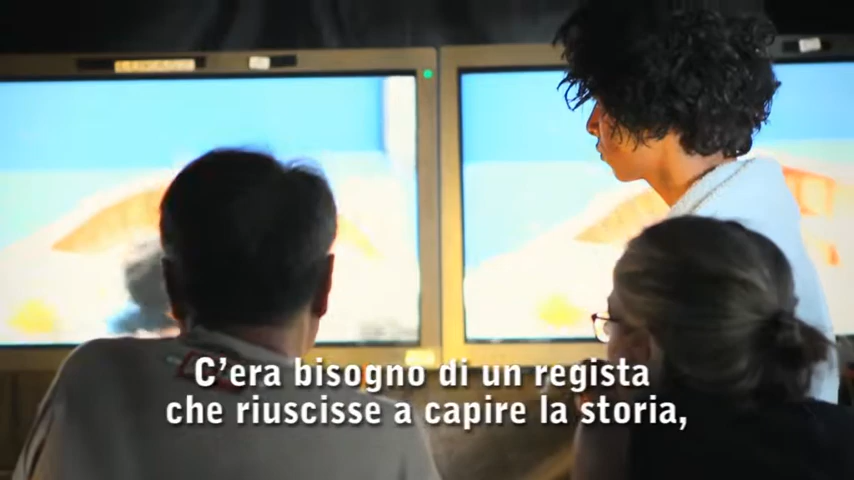 C'era bisogno di un regista
che riuscisse a capire la storia,